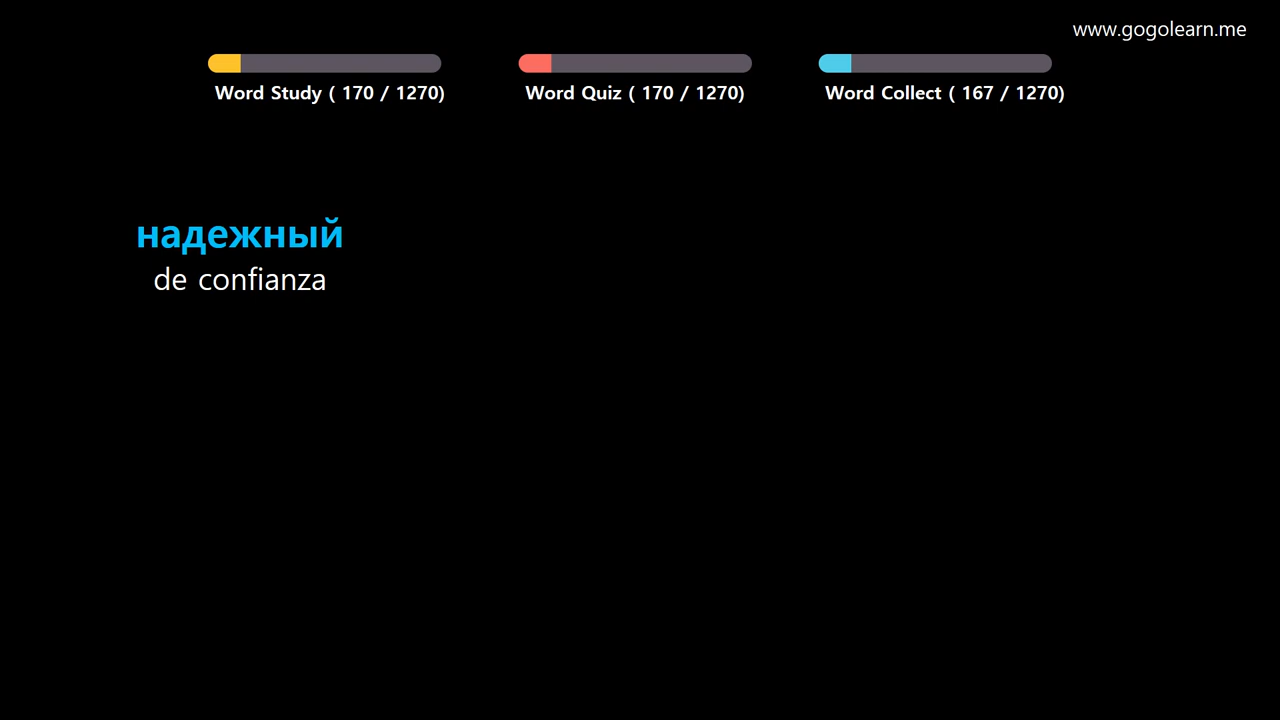 www.gogolearn.me
Word Study ( 170 / 1270)
Word Quiz ( 170 / 1270)
Word Collect ( 167 / 1270)
надежный
de confianza